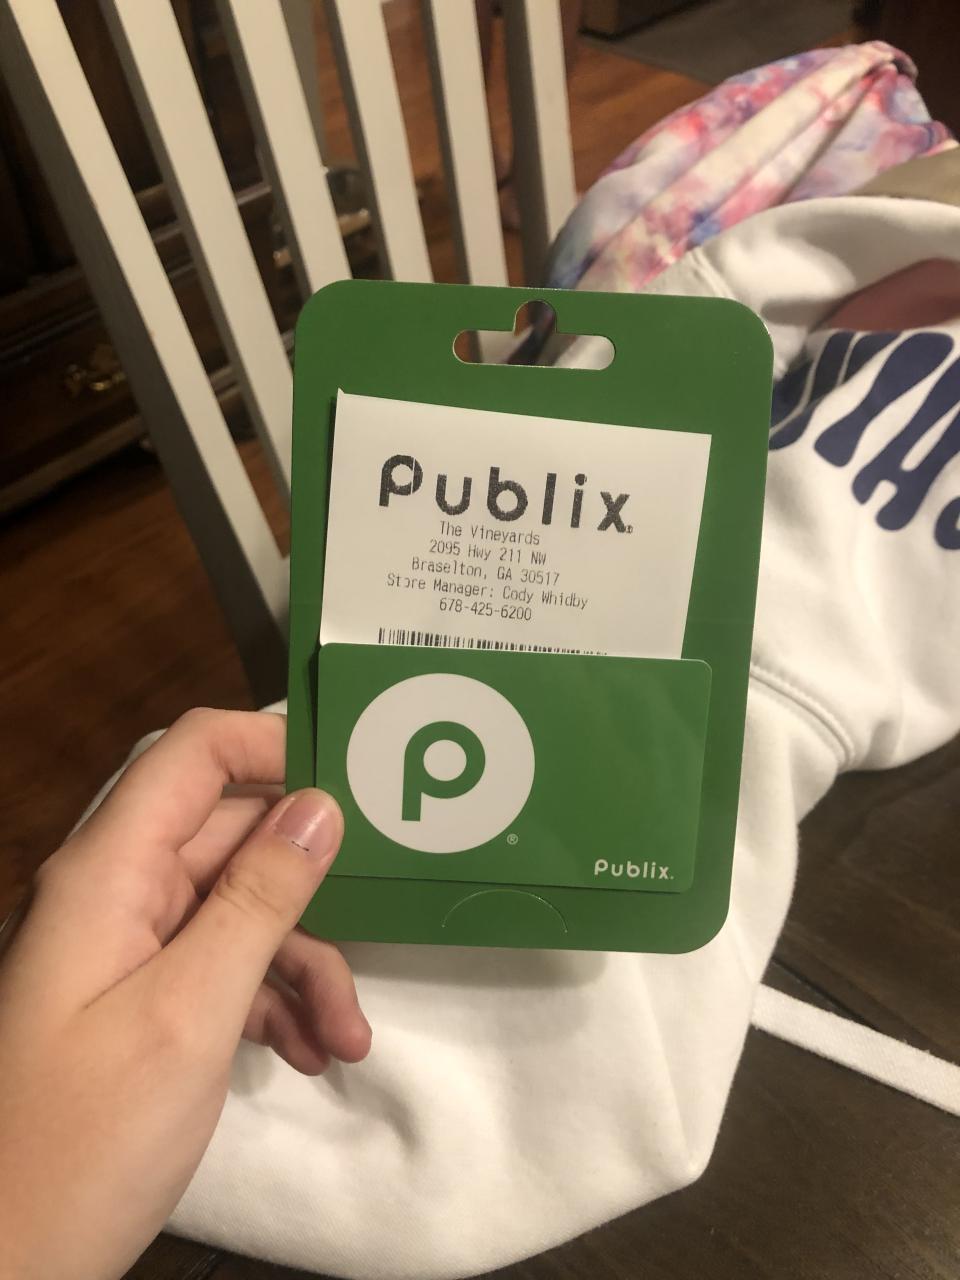 Publix
The Vineyards
2095 Hwy 211 NW
Braselton, GA 30517
Store Manager: Cody Whidby
678-425-6200
P
®
Publix.